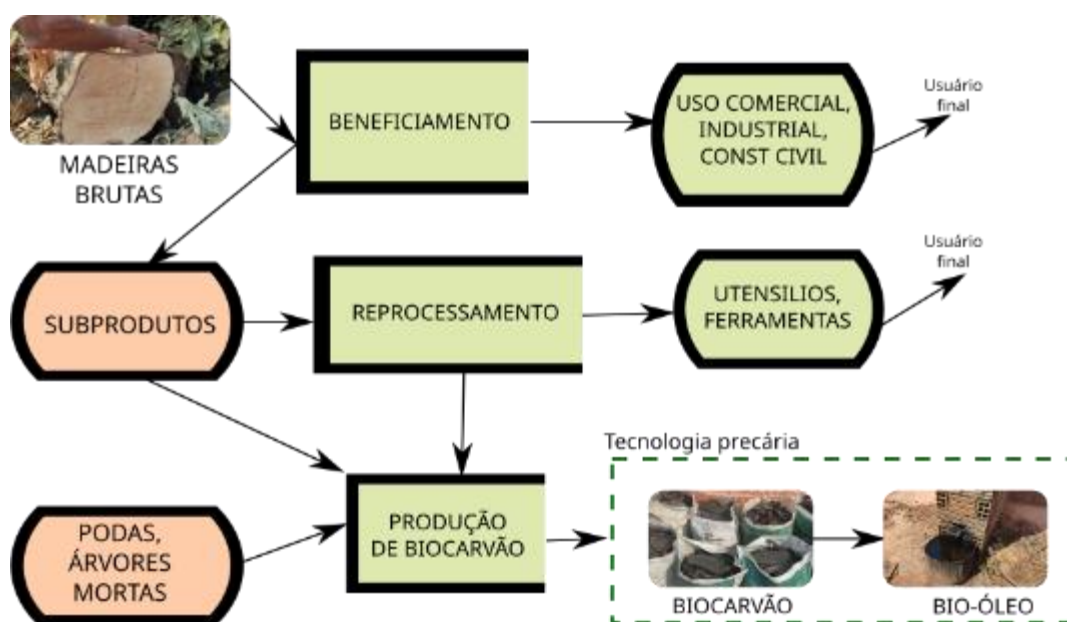 MADEIRAS
BRUTAS
BENEFICIAMENTO
USO COMERCIAL,
INDUSTRIAL,
CONST CIVIL
Usuário
final
SUBPRODUTOS
REPROCESSAMENTO
UTENSILIOS,
FERRAMENTAS
Usuário
final
PODAS,
ÁRVORES
MORTAS
PRODUÇÃO
DE BIOCARVÃO
Tecnologia precária
BIOCARVÃO
BIO-ÓLEO